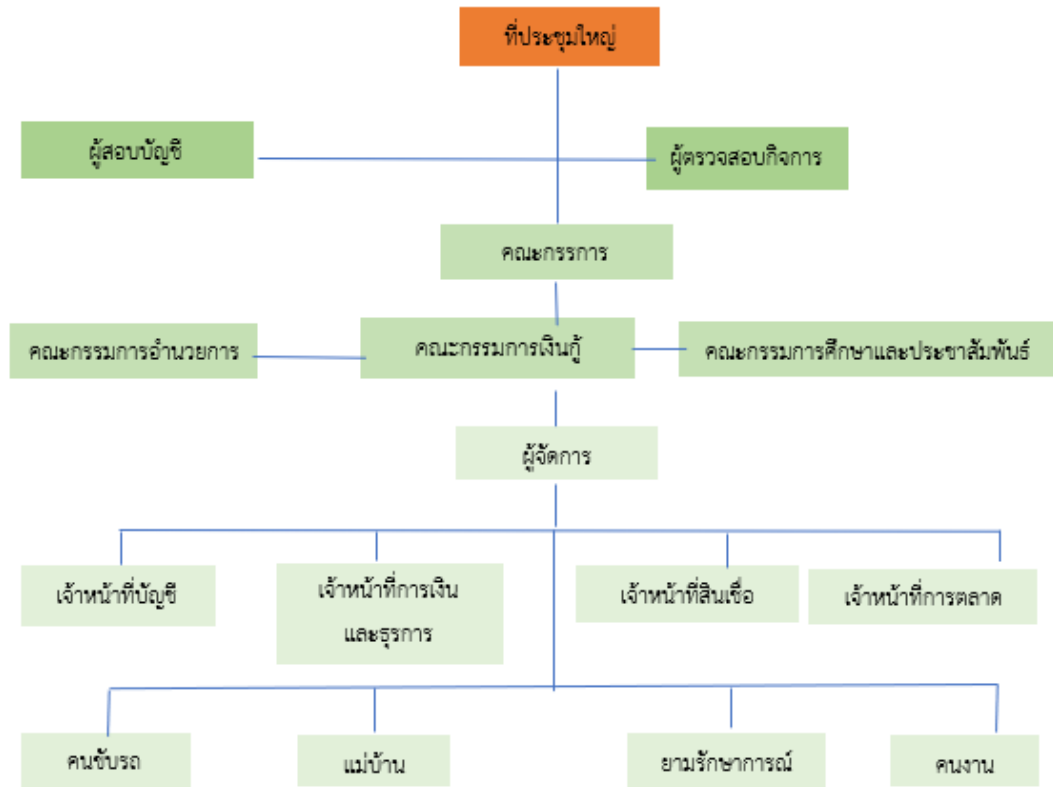 ที่ประชุมใหญ่
ผู้สอบบัญชี
ผู้ตรวจสอบกิจการ
คณะกรรการ
คณะกรรมการอำนวยการ
คณะกรรมการเงินกู้
คณะกรรมการศึกษาและประชาสัมพันธ์
ผู้จัดการ
เจ้าหน้าที่บัญชี
เจ้าหน้าที่การเงิน
และธุรการ
เจ้าหน้าที่สินเชื่อ
เจ้าหน้าที่การตลาด
คนขับรถ
แม่บ้าน
ยามรักษาการณ์
คนงาน